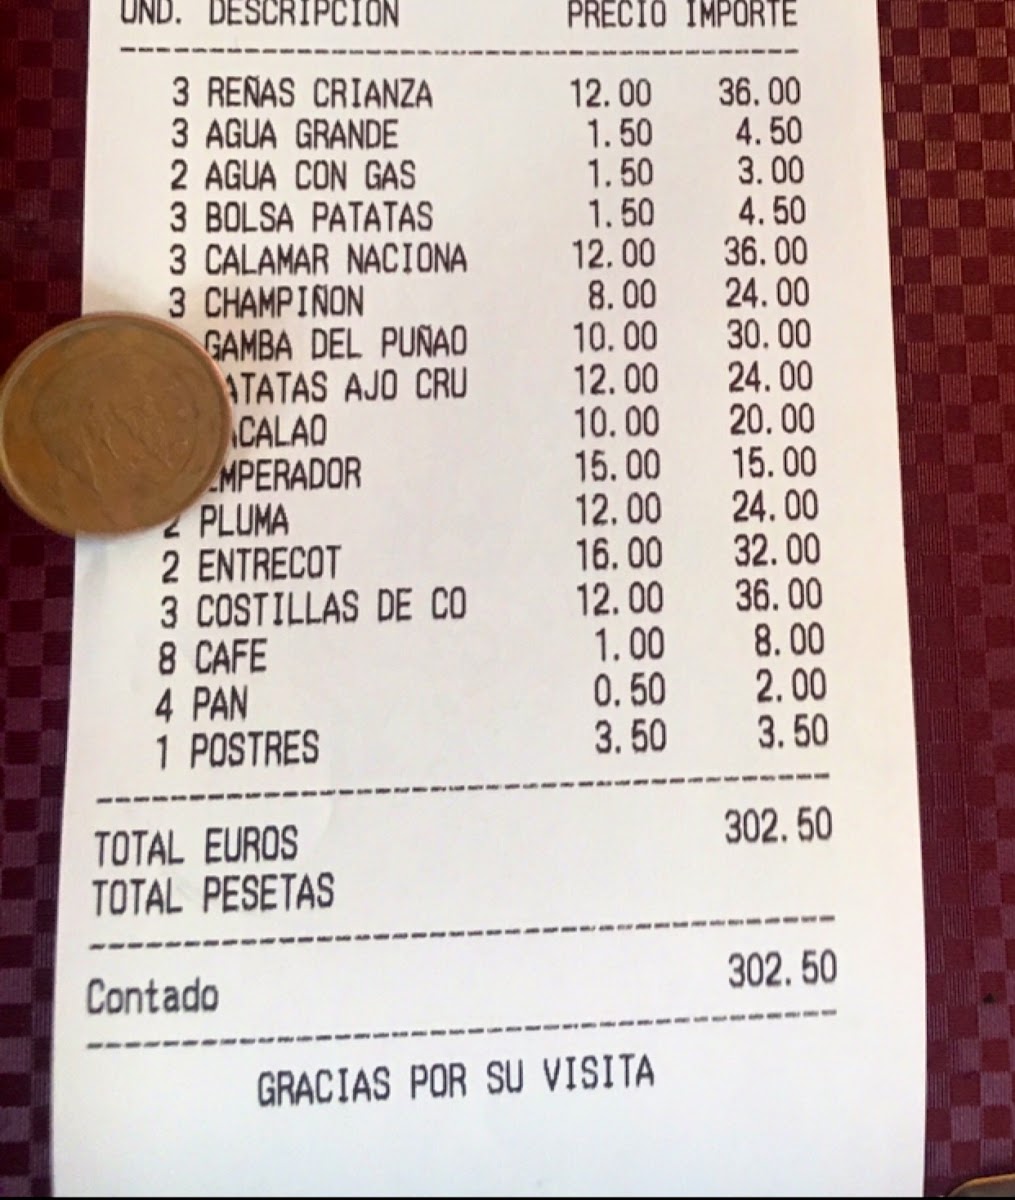 UND. DESCRIPCION PRECIO IMPORTE
3 REÑAS CRIANZA 12.00 36.00
3 AGUA GRANDE 1.50 4.50
2 AGUA CON GAS 1.50 3.00
3 BOLSA PATATAS 1.50 4.50
3 CALAMAR NACIONA 12.00 36.00
3 CHAMPIÑON 8.00 24.00
GAMBA DEL PUÑAO 10.00 30.00
ATATAS AJO CRU 12.00 24.00
ACALAO 10.00 20.00
EMPERADOR 15.00 15.00
2 PLUMA 12.00 24.00
2 ENTRECOT 16.00 32.00
3 COSTILLAS DE CO 12.00 36.00
8 CAFE 1.00 8.00
4 PAN 0.50 2.00
1 POSTRES 3.50 3.50
TOTAL EUROS 302.50
TOTAL PESETAS
Contado 302.50
GRACIAS POR SU VISITA